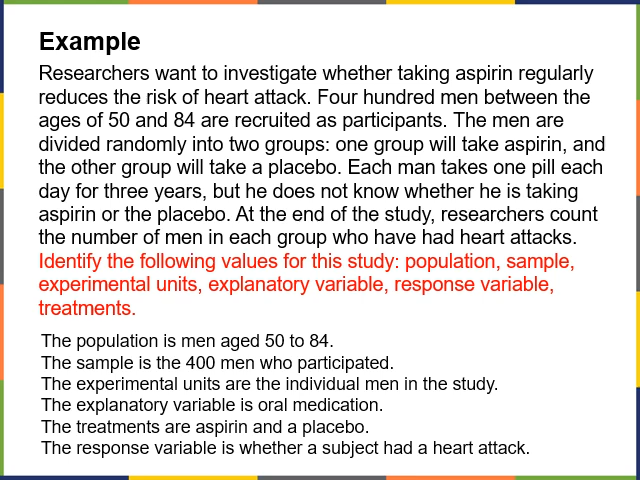 Example
Researchers want to investigate whether taking aspirin regularly
reduces the risk of heart attack. Four hundred men between the
ages of 50 and 84 are recruited as participants. The men are
divided randomly into two groups: one group will take aspirin, and
the other group will take a placebo. Each man takes one pill each
day for three years, but he does not know whether he is taking
aspirin or the placebo. At the end of the study, researchers count
the number of men in each group who have had heart attacks.
Identify the following values for this study: population, sample,
experimental units, explanatory variable, response variable,
treatments.
The population is men aged 50 to 84.
The sample is the 400 men who participated.
The experimental units are the individual men in the study.
The explanatory variable is oral medication.
The treatments are aspirin and a placebo.
The response variable is whether a subject had a heart attack.